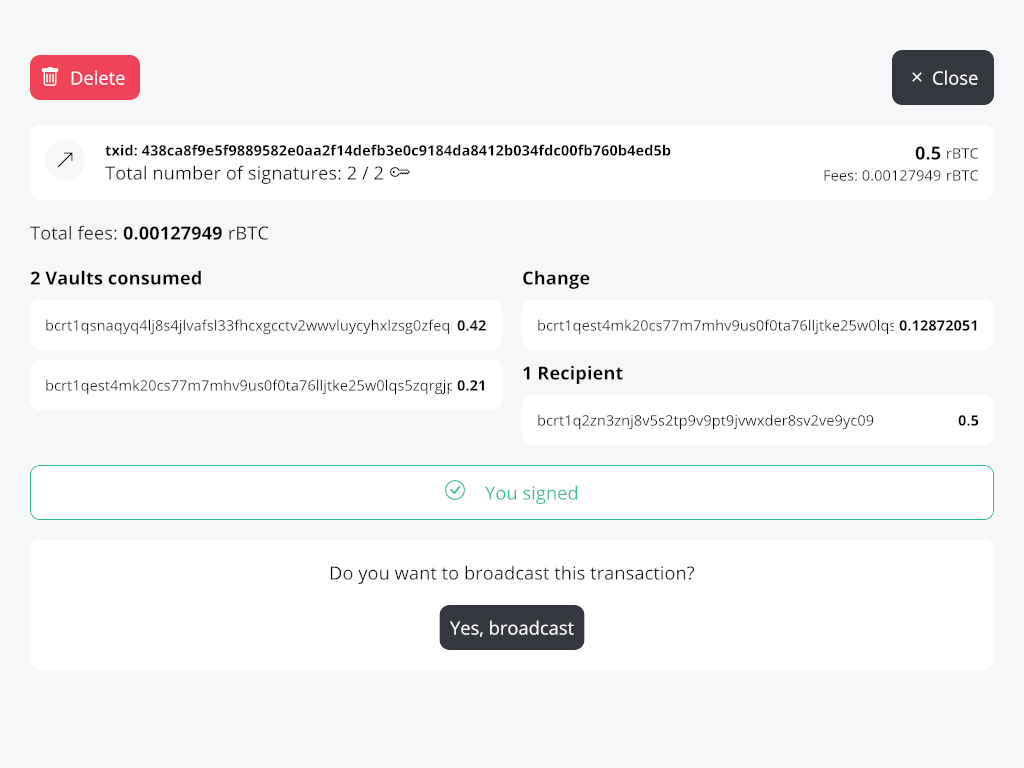 Delete
Close
txid: 438ca8f9e5f9889582e0aa2f14defb3e0c9184da8412b034fdc00fb760b4ed5b
Total number of signatures: 2 / 2
0.5 rBTC
Fees: 0.00127949 rBTC
Total fees: 0.00127949 rBTC
2 Vaults consumed
bcrt1qsnaqyq4lj8s4jlvafsl33fhcxgcctv2wwvluycyhxlzsg0zfeq 0.42
bcrt1qest4mk20cs77m7mhv9us0f0ta76lljtke25w0lqs5zqrgjp 0.21
Change
bcrt1qest4mk20cs77m7mhv9us0f0ta76lljtke25w0lqs 0.12872051
1 Recipient
bcrt1q2zn3znj8v5s2tp9v9pt9jvwxder8sv2ve9yc09 0.5
You signed
Do you want to broadcast this transaction?
Yes, broadcast